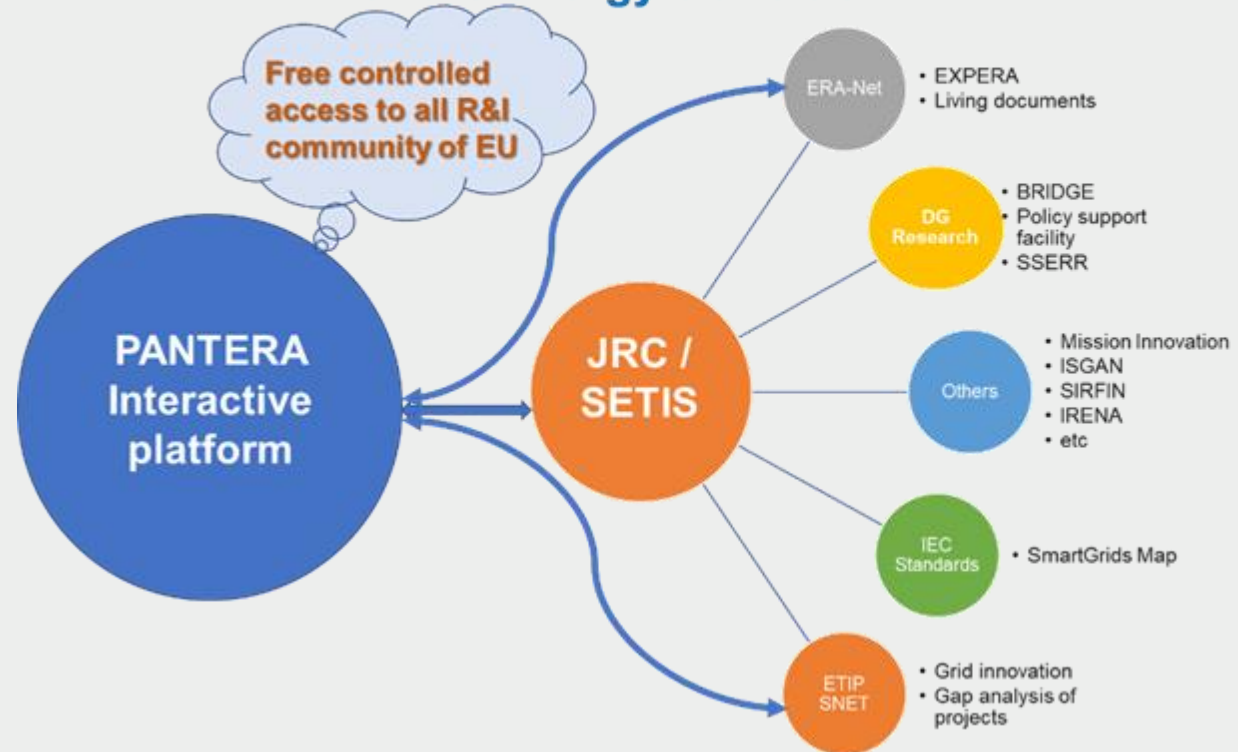 gy
Free controlled
access to all R&I
community of EU
PANTERA
Interactive
platform
JRC /
SETIS
ERA-Net
• EXPERA
• Living documents
DG
Research
• BRIDGE
• Policy support
facility
• SSERR
Others
• Mission Innovation
• ISGAN
• SIRFIN
• IRENA
• etc
IEC
Standards
• SmartGrids Map
ETIP
SNET
• Grid innovation
• Gap analysis of
projects